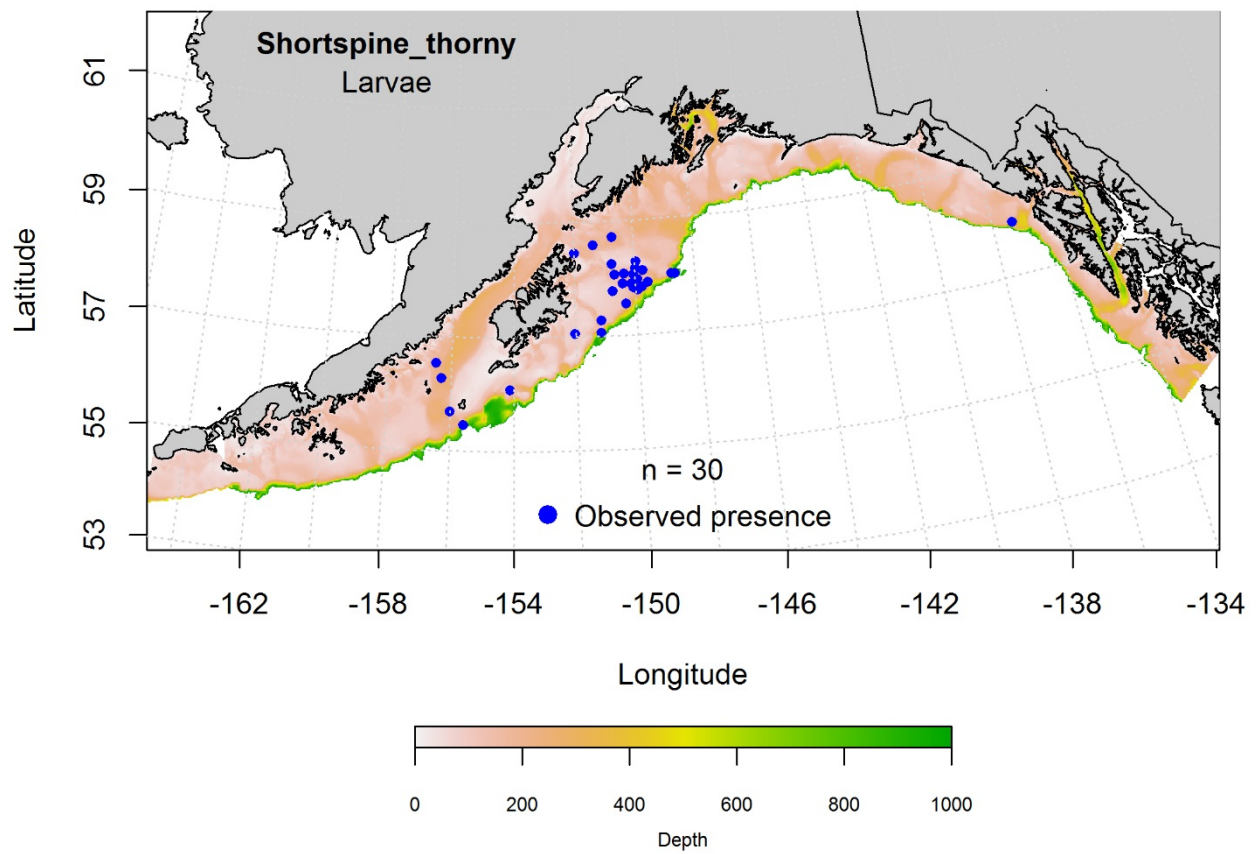 Shortspine_thorny
Larvae
61
59
57
55
53
Latitude
n = 30
Observed presence
-162 -158 -154 -150 -146 -142 -138 -134
Longitude
0 200 400 600 800 1000
Depth